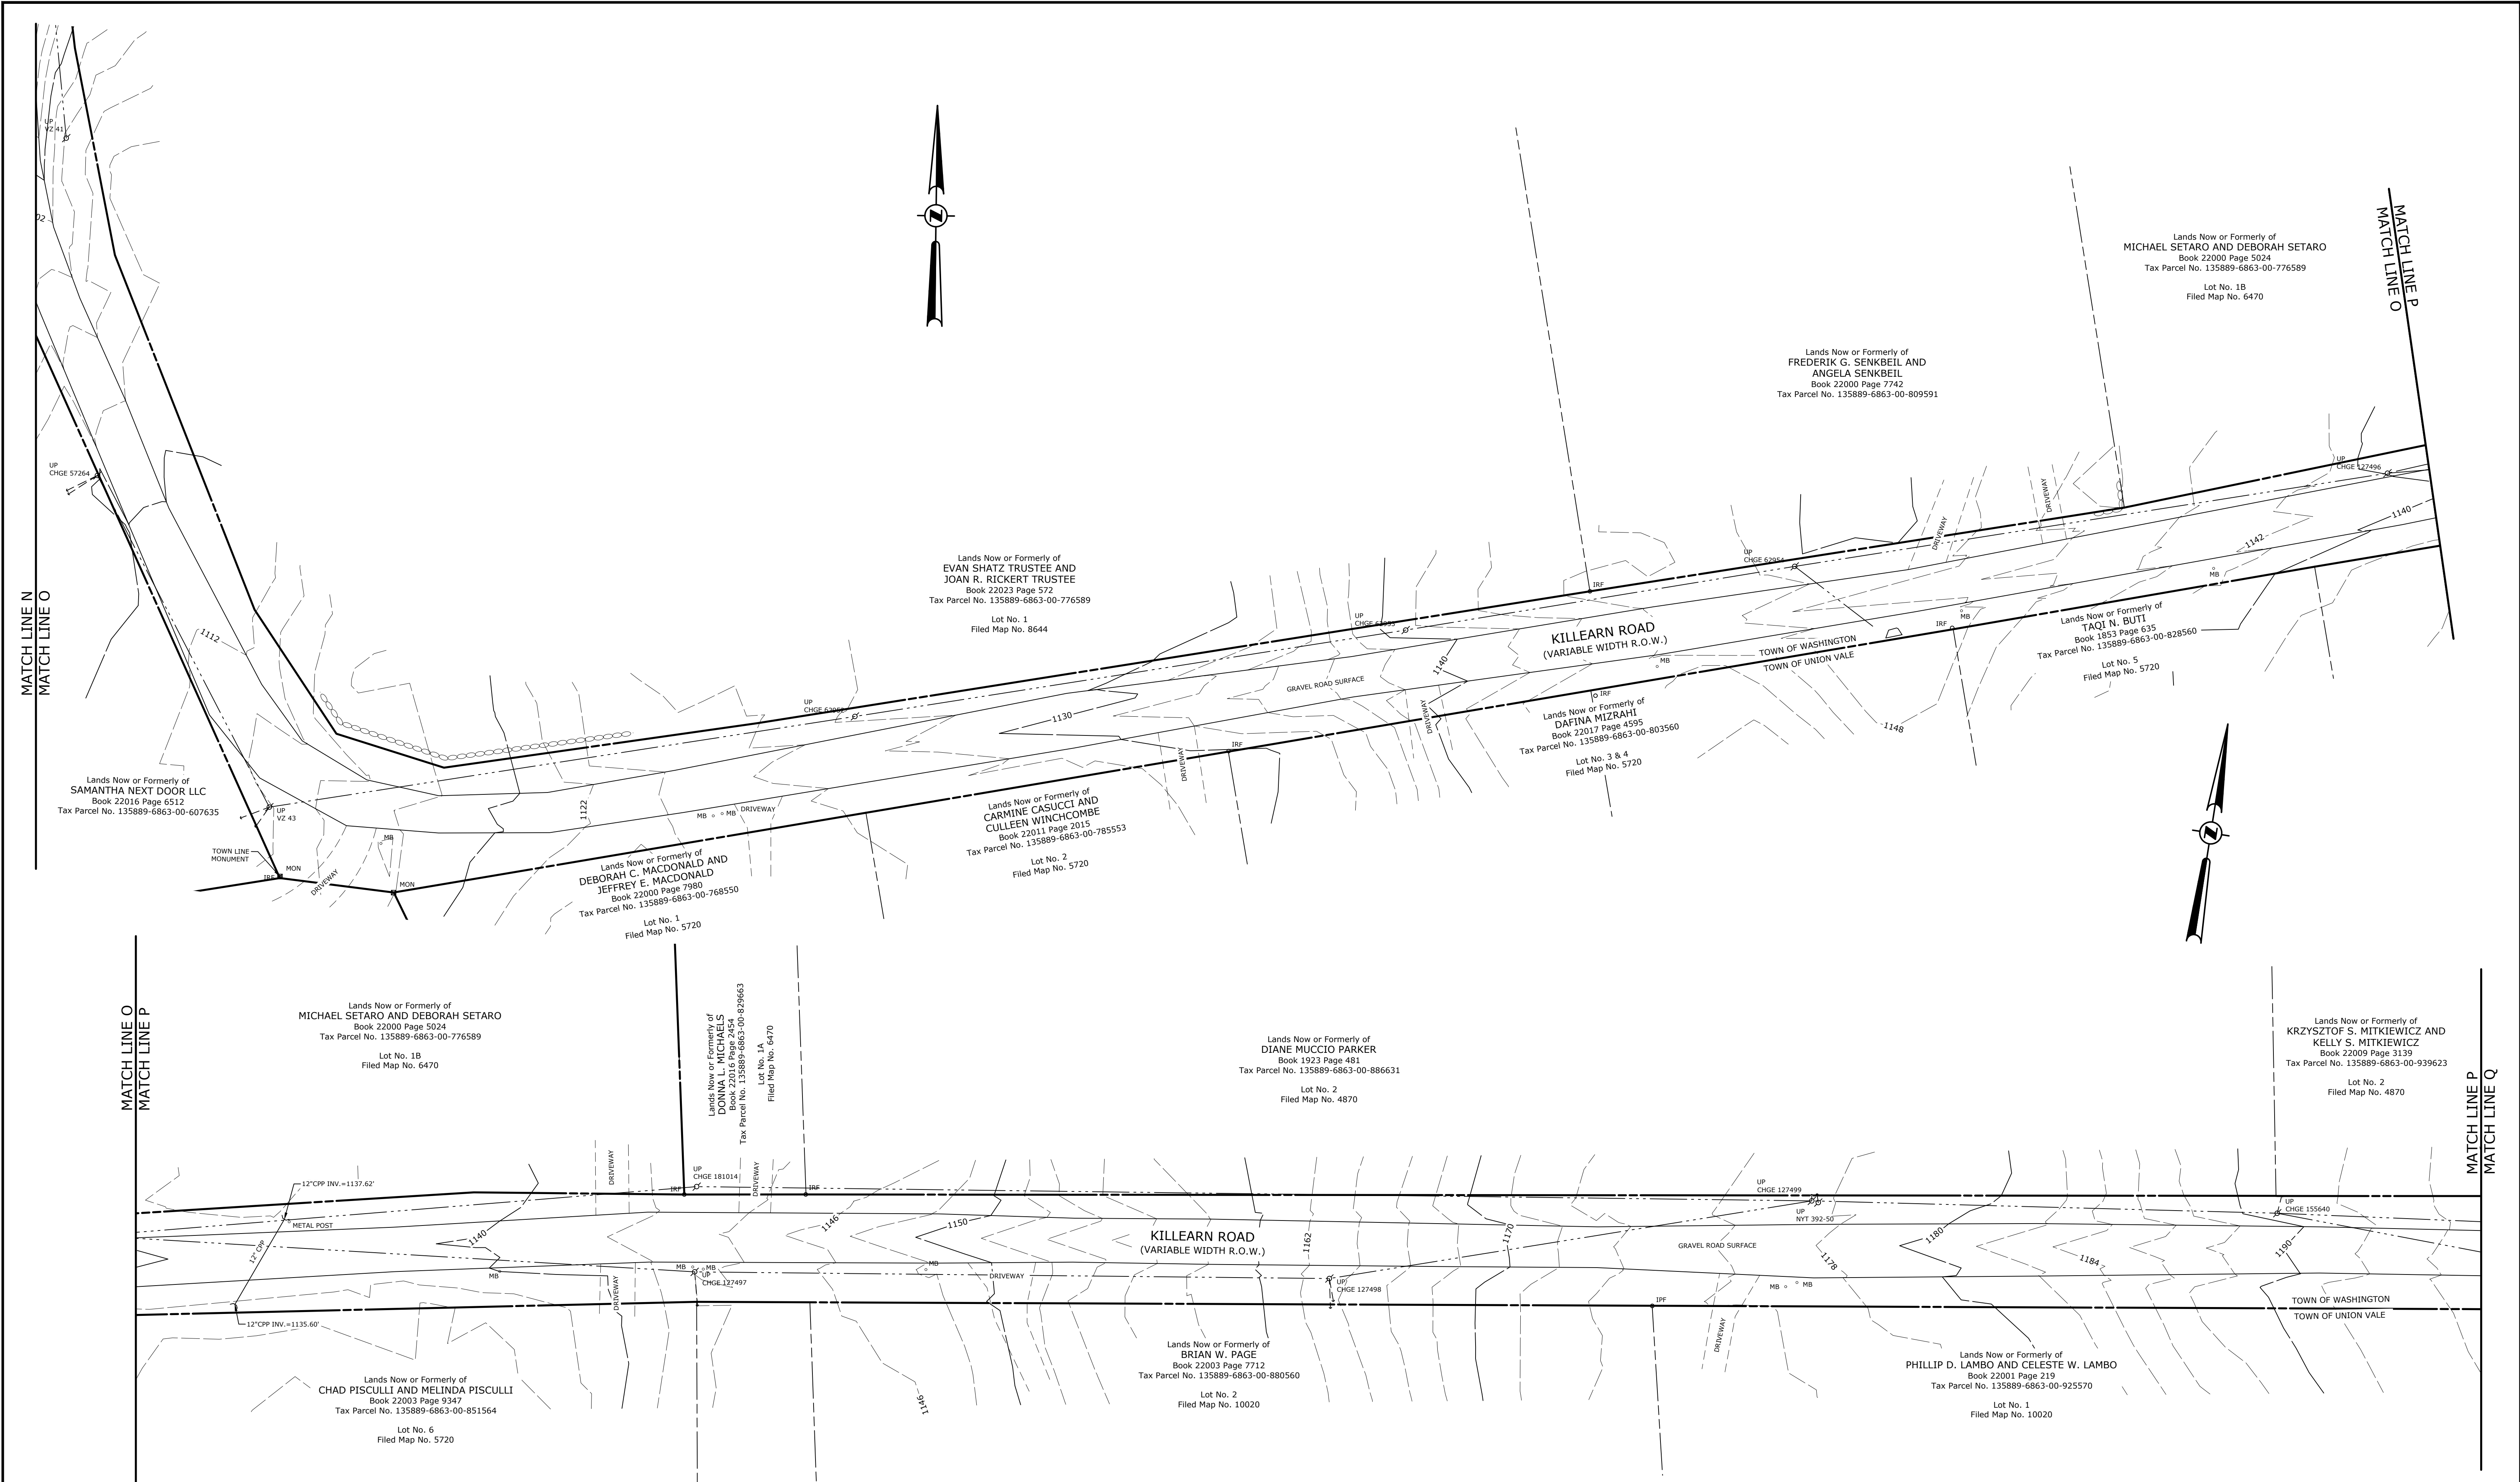 UP
VZ 41
MATCH LINE P
MATCH LINE O
Lands Now or Formerly of
MICHAEL SETARO AND DEBORAH SETARO
Book 22000 Page 5024
Tax Parcel No. 135889-6863-00-776589
Lot No. 1B
Filed Map No. 6470
Lands Now or Formerly of
FREDERIK G. SENKBEIL AND
ANGELA SENKBEIL
Book 22000 Page 7742
Tax Parcel No. 135889-6863-00-809591
UP
CHGE 57264
UP
CHGE 127496
DRIVEWAY
DRIVEWAY
1140
1142
Lands Now or Formerly of
EVAN SHATZ TRUSTEE AND
JOAN R. RICKERT TRUSTEE
Book 22023 Page 572
Tax Parcel No. 135889-6863-00-776589
Lot No. 1
Filed Map No. 8644
UP
CHGE 62954
IRF
MB
MB
IRF
UP
KILLEARN ROAD
(VARIABLE WIDTH R.O.W.)
TOWN OF WASHINGTON
TOWN OF UNION VALE
MB
1140
GRAVEL ROAD SURFACE
Lands Now or Formerly of
TAQI N. BUTI
Book 1853 Page 635
Tax Parcel No. 135889-6863-00-828560
Lot No. 5
Filed Map No. 5720
MATCH LINE N
MATCH LINE O
1112
UP
1130
IRF
DRIVEWAY
1148
Lands Now or Formerly of
DAFINA MIZRAHI
Book 22017 Page 4595
Tax Parcel No. 135889-6863-00-803560
Lot No. 3 & 4
Filed Map No. 5720
IRF
DRIVEWAY
Lands Now or Formerly of
SAMANTHA NEXT DOOR LLC
Book 22016 Page 6512
Tax Parcel No. 135889-6863-00-607635
UP
VZ 43
1122
MB
MB
DRIVEWAY
MB
TOWN LINE
MONUMENT
IRF
MON
DRIVEWAY
MON
Lands Now or Formerly of
CARMINE CASUCCI AND
CULLEEN WINCHCOMBE
Book 22011 Page 2015
Tax Parcel No. 135889-6863-00-785553
Lot No. 2
Filed Map No. 5720
Lands Now or Formerly of
DEBORAH C. MACDONALD AND
JEFFREY E. MACDONALD
Book 22000 Page 7980
Tax Parcel No. 135889-6863-00-768550
Lot No. 1
Filed Map No. 5720
MATCH LINE O
MATCH LINE P
Lands Now or Formerly of
MICHAEL SETARO AND DEBORAH SETARO
Book 22000 Page 5024
Tax Parcel No. 135889-6863-00-776589
Lot No. 1B
Filed Map No. 6470
Lands Now or Formerly of
DONNA L. MICHAELS
Book 22016 Page 2454
Tax Parcel No. 135889-6863-00-829663
Lot No. 1A
Filed Map No. 6470
Lands Now or Formerly of
DIANE MUCCIO PARKER
Book 1923 Page 481
Tax Parcel No. 135889-6863-00-886631
Lot No. 2
Filed Map No. 4870
Lands Now or Formerly of
KRZYSZTOF S. MITKIEWICZ AND
KELLY S. MITKIEWICZ
Book 22009 Page 3139
Tax Parcel No. 135889-6863-00-939623
Lot No. 2
Filed Map No. 4870
MATCH LINE P
MATCH LINE Q
12"CPP INV.=1137.62'
METAL POST
12" CPP
12"CPP INV.=1135.60'
DRIVEWAY
UP
CHGE 181014
IRF
DRIVEWAY
IRF
UP
CHGE 127499
UP
NYT 392-50
UP
CHGE 155640
1140
1146
1150
KILLEARN ROAD
(VARIABLE WIDTH R.O.W.)
1162
1170
GRAVEL ROAD SURFACE
1178
1180
1184
1190
MB
DRIVEWAY
MB
MB
UP
CHGE 127497
MB
DRIVEWAY
UP
CHGE 127498
IPF
MB
MB
DRIVEWAY
TOWN OF WASHINGTON
TOWN OF UNION VALE
1146
Lands Now or Formerly of
CHAD PISCULLI AND MELINDA PISCULLI
Book 22003 Page 9347
Tax Parcel No. 135889-6863-00-851564
Lot No. 6
Filed Map No. 5720
Lands Now or Formerly of
BRIAN W. PAGE
Book 22003 Page 7712
Tax Parcel No. 135889-6863-00-880560
Lot No. 2
Filed Map No. 10020
Lands Now or Formerly of
PHILLIP D. LAMBO AND CELESTE W. LAMBO
Book 22001 Page 219
Tax Parcel No. 135889-6863-00-925570
Lot No. 1
Filed Map No. 10020